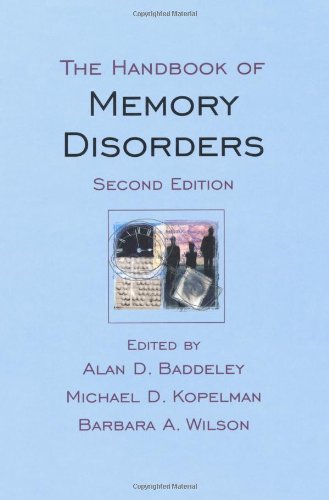 THE HANDBOOK OF
MEMORY
DISORDERS
SECOND EDITION
EDITED BY
ALAN D. BADDELEY
MICHAEL D. KOPELMAN
BARBARA A. WILSON